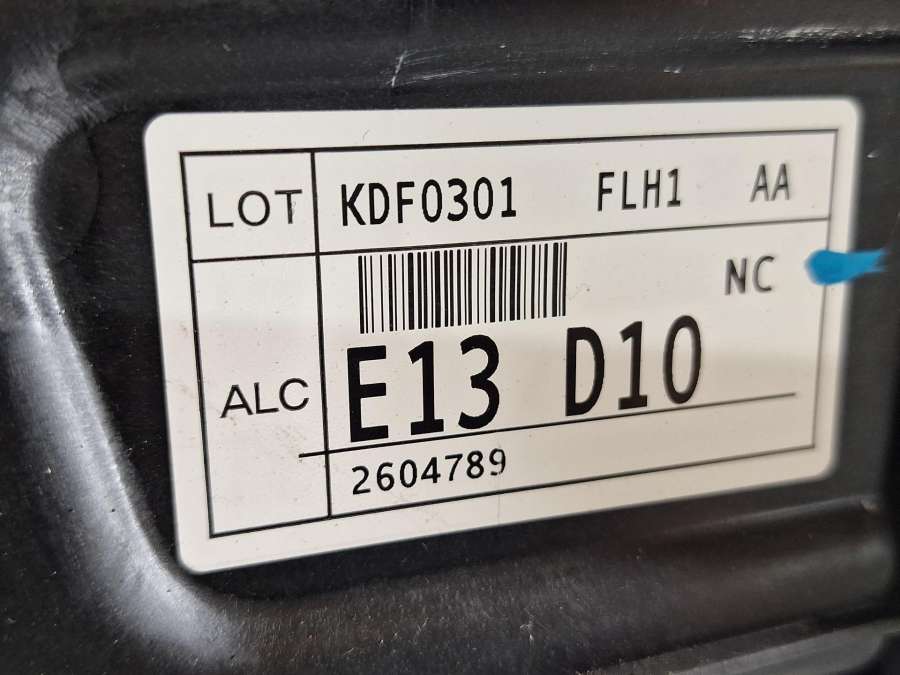 LOT KDF0301 FLH1 AA
NC
ALC E13 D10
2604789